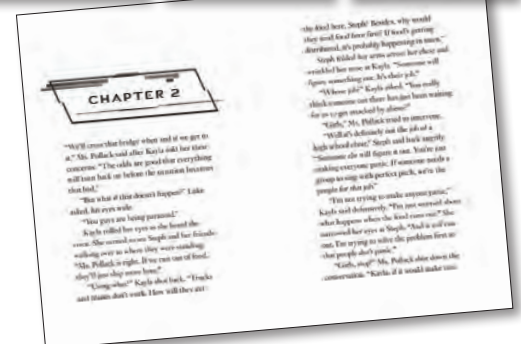 CHAPTER 2
"We'll cross that bridge when and if we get to
it," Ms. Pollack said after Kayla told her their
concerns. "The odds are good that everything
will turn back on before the situation becomes
that bad."
"But what if that doesn't happen?" Luke
asked, his eyes wide.
"You guys are being paranoid."
Kayla rolled her eyes as she heard the
voice. She turned to see Steph and her friends
walking over to where they were standing.
"Ms. Pollack is right. If we run out of food,
they'll just ship more here."
"Using what?" Kayla shot back. "Trucks
and trains don't work. How will they get
the food here, Steph? Besides, why would
they send food here first? If food's getting
distributed, it's probably happening in
Steph folded her arms across her chest and
wrinkled her nose at Kayla. "Someone will
figure something out. It's their job."
"Whose job?" Kayla asked. "You really
think someone out there has just been waiting
for us to get attacked by aliens?"
"Girls," Ms. Pollack tried to intervene.
"Well it's definitely not the job of a
high school choir," Steph said back angrily.
"Someone else will figure it out. You're just
making everyone panic. If someone needs a
group to sing with perfect pitch, we're the
people for that job."
"I'm not trying to make anyone panic,"
Kayla said defensively. "I'm just worried about
what happens when the food runs out." She
narrowed her eyes at Steph. "And it will run
out. I'm trying to solve the problem first so
that people don't panic."
"Girls, stop!" Ms. Pollack shut down the
conversation. "Kayla, if it would make you